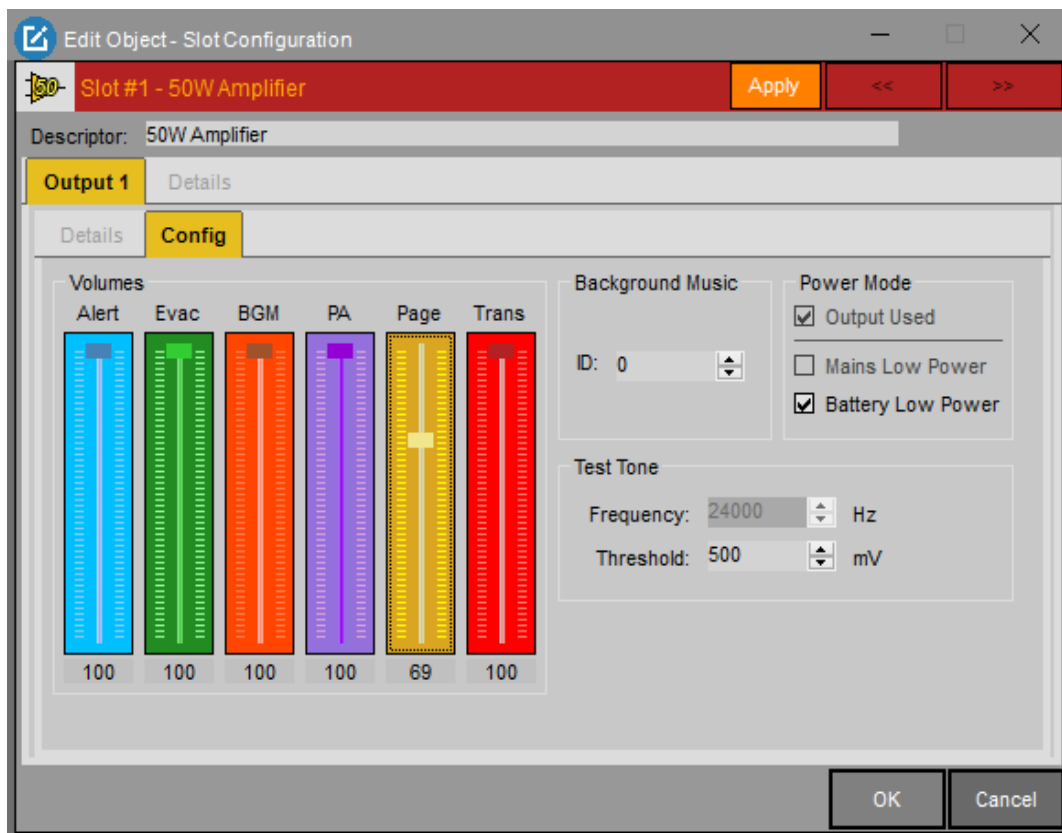 Edit Object - Slot Configuration
50 Slot #1 - 50W Amplifier Apply << >>
Descriptor: 50W Amplifier
Output 1 Details
Details Config
Volumes
Alert Evac BGM PA Page Trans
100 100 100 100 69 100
Background Music
ID: 0
Power Mode
Output Used
Mains Low Power
Battery Low Power
Test Tone
Frequency: 24000 Hz
Threshold: 500 mV
OK Cancel